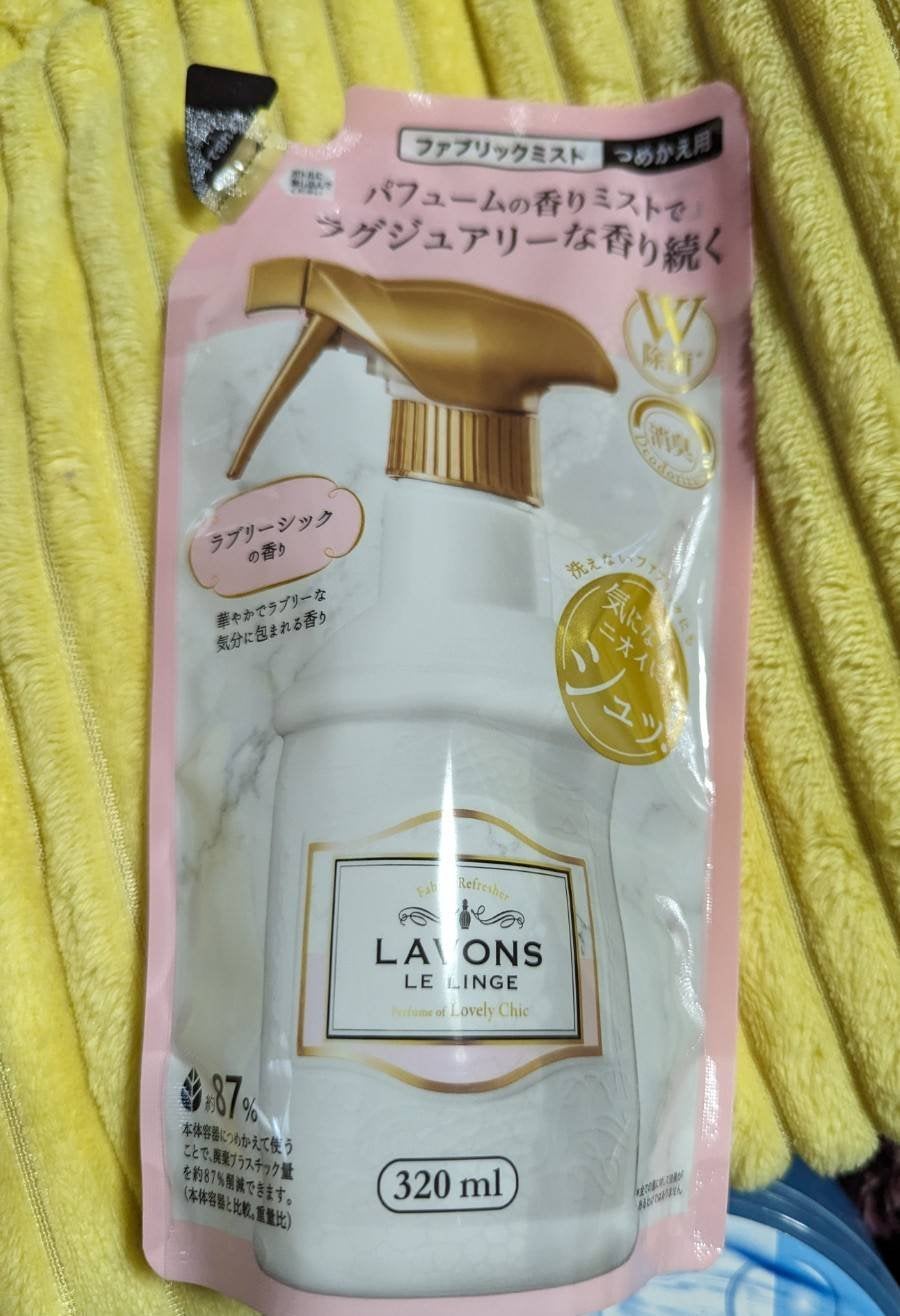 ファブリックミスト つめかえ用
パフュームの香りミストで
ラグジュアリーな香り続く
W
除菌*
消臭
Deodorizer
ラブリーシック
の香り
華やかでラブリーな
気分に包まれる香り
洗えない
気に
ニオイ
シュッ!
Fabric Refresher
LAVONS
LE LINGE
Perfume of Lovely Chic
約87%
本体容器につめかえて使う
ことで、廃棄プラスチック量
を約87%削減できます。
(本体容器と比較。重量比)
320 ml